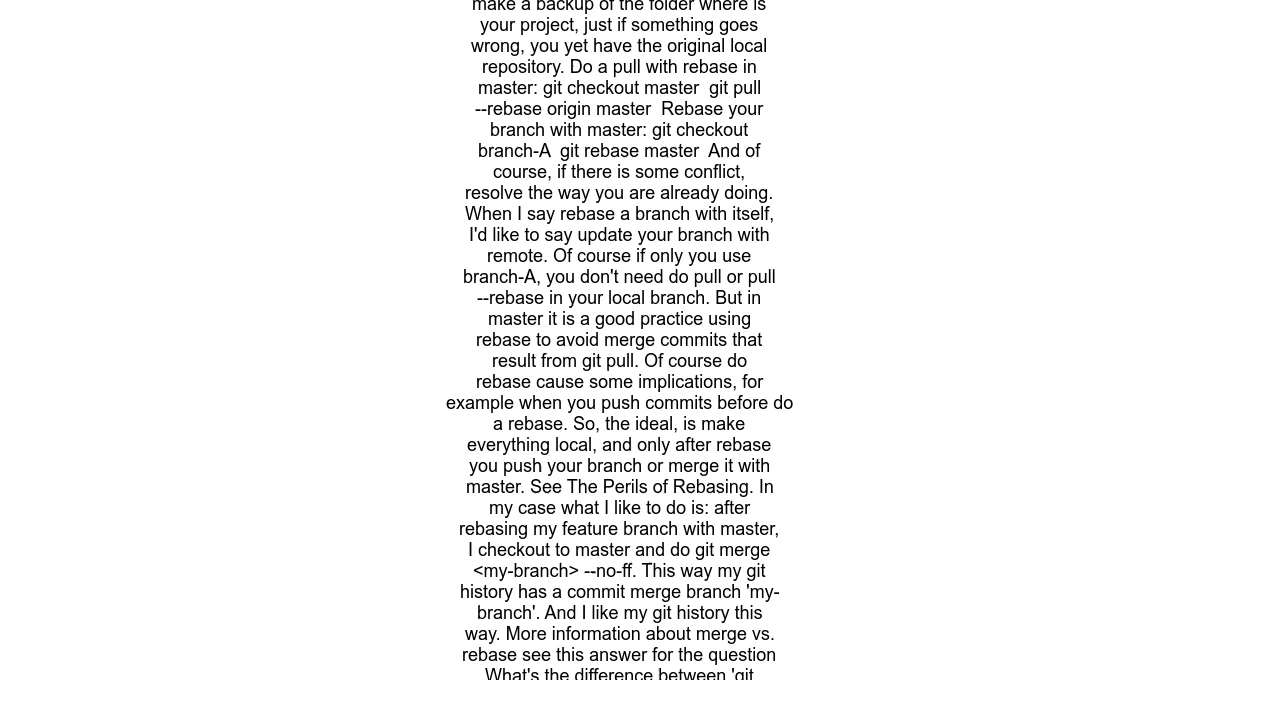 make a backup of the folder where is
your project, just if something goes
wrong, you yet have the original local
repository. Do a pull with rebase in
master: git checkout master  git pull
--rebase origin master  Rebase your
branch with master: git checkout
branch-A  git rebase master  And of
course, if there is some conflict,
resolve the way you are already doing.
When I say rebase a branch with itself,
I'd like to say update your branch with
remote. Of course if only you use
branch-A, you don't need do pull or pull
--rebase in your local branch. But in
master it is a good practice using
rebase to avoid merge commits that
result from git pull. Of course do
rebase cause some implications, for
example when you push commits before do
a rebase. So, the ideal, is make
everything local, and only after rebase
you push your branch or merge it with
master. See The Perils of Rebasing. In
my case what I like to do is: after
rebasing my feature branch with master,
I checkout to master and do git merge
<my-branch> --no-ff. This way my git
history has a commit merge branch 'my-
branch'. And I like my git history this
way. More information about merge vs.
rebase see this answer for the question
What's the difference between 'git